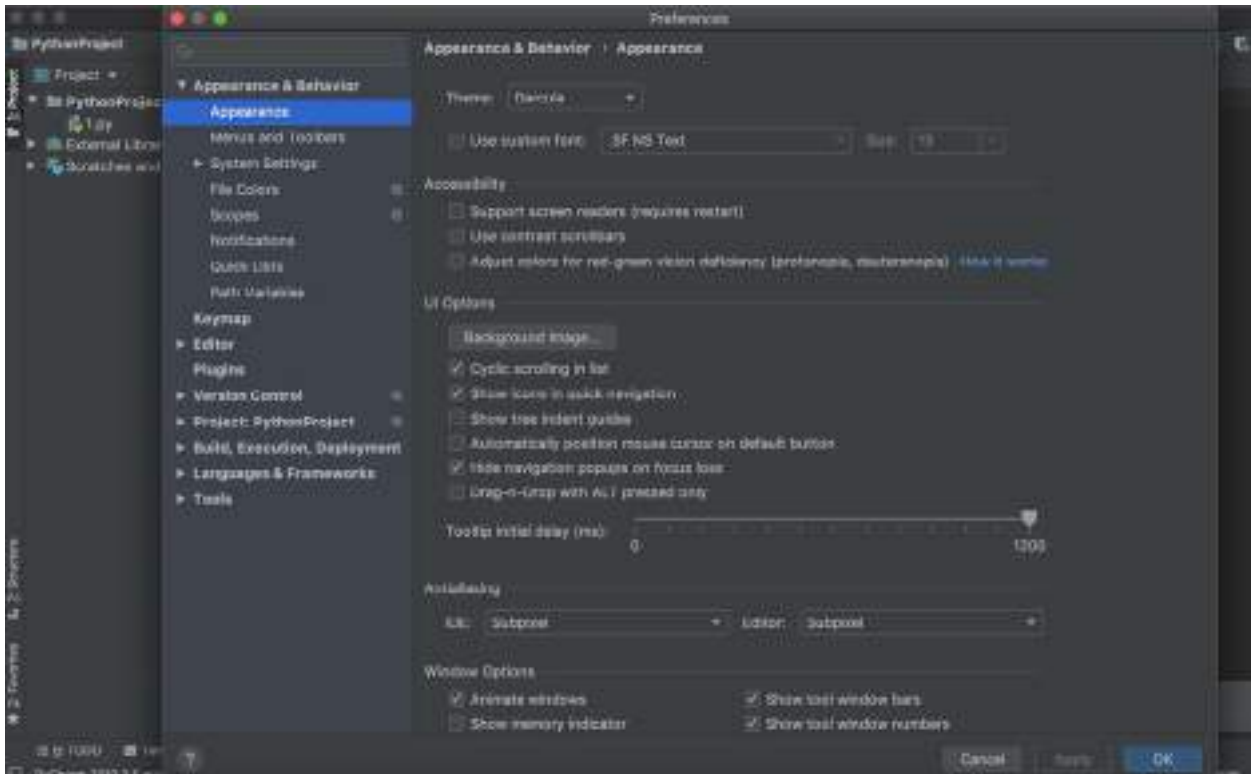 Preferences
PythonProject
Appearance & Behavior › Appearance
Project
Appearance & Behavior
Theme: Darcula
Appearance
1.py
Menus and Toolbars
Use custom font: .SF NS Text Size:
Scratches and
System Settings
File Colors
Accessibility
Scopes
Support screen readers (requires restart)
Notifications
Use contrast scrollbars
Quick Lists
Adjust colors for red-green vision deficiency (protanopia, deuteranopia) How it works
Path Variables
UI Options
Keymap
Background Image...
Editor
Plugins
Cyclic scrolling in list
Version Control
Show icons in quick navigation
Project: PythonProject
Show tree indent guides
Build, Execution, Deployment
Automatically position mouse cursor on default button
Languages & Frameworks
Hide navigation popups on focus loss
Tools
Drag-n-Drop with ALT pressed only
Tooltip initial delay (ms):
0 1200
Antialiasing
IDE: Subpixel Editor: Subpixel
Window Options
Animate windows Show tool window bars
Show memory indicator Show tool window numbers
6: TODO
? Cancel Apply OK